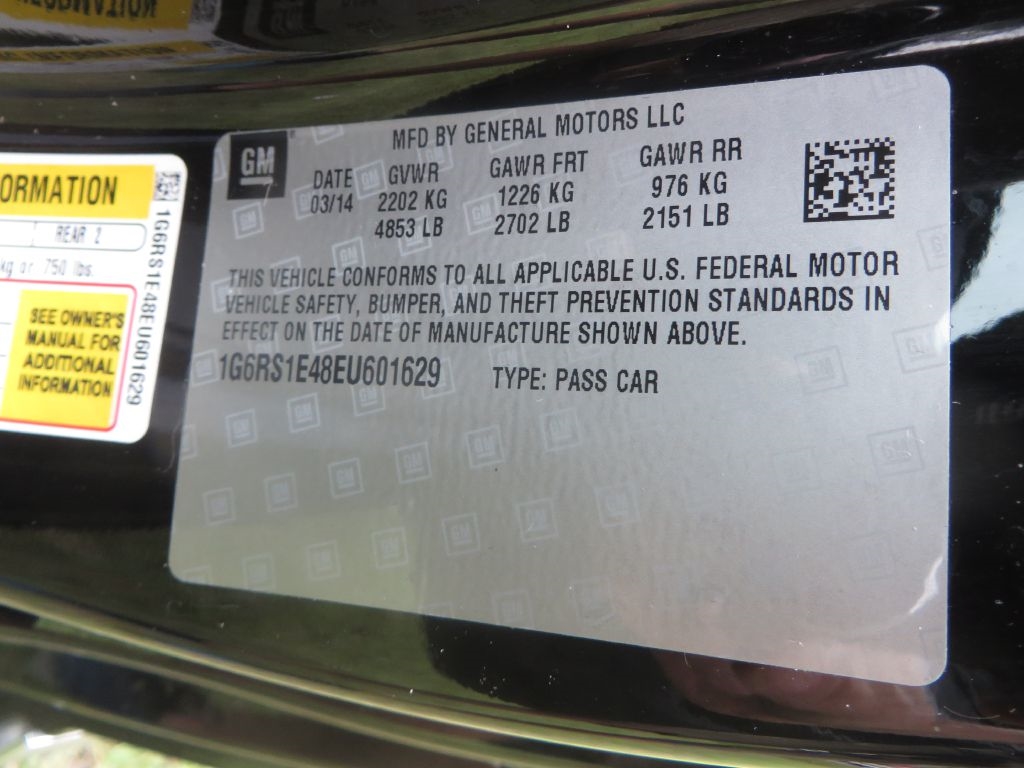 GM
MFD BY GENERAL MOTORS LLC
DATE GVWR GAWR FRT GAWR RR
03/14 2202 KG 1226 KG 976 KG
4853 LB 2702 LB 2151 LB
THIS VEHICLE CONFORMS TO ALL APPLICABLE U.S. FEDERAL MOTOR
VEHICLE SAFETY, BUMPER, AND THEFT PREVENTION STANDARDS IN
EFFECT ON THE DATE OF MANUFACTURE SHOWN ABOVE.
1G6RS1E48EU601629 TYPE: PASS CAR
ORMATION
REAR 2
kg or 750 lbs.
SEE OWNER'S
MANUAL FOR
ADDITIONAL
INFORMATION
1G6RS1E48EU601629